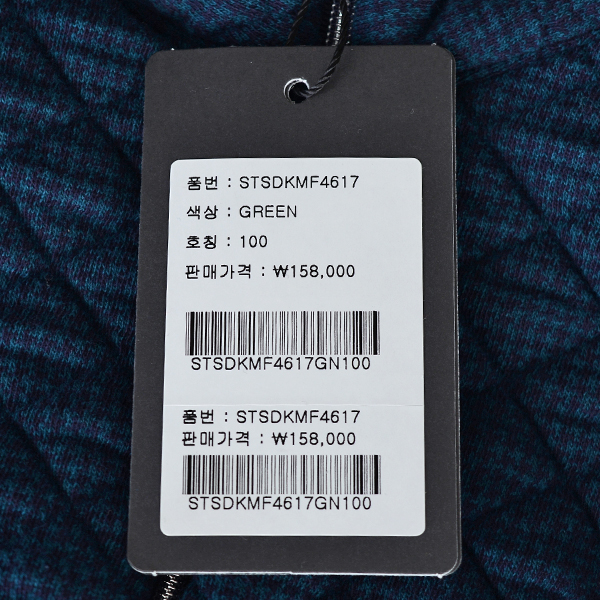 품번 : STSDKMF4617
색상 : GREEN
호칭 : 100
판매가격 : ₩158,000
STSDKMF4617GN100
품번 : STSDKMF4617
판매가격 : ₩158,000
STSDKMF4617GN100